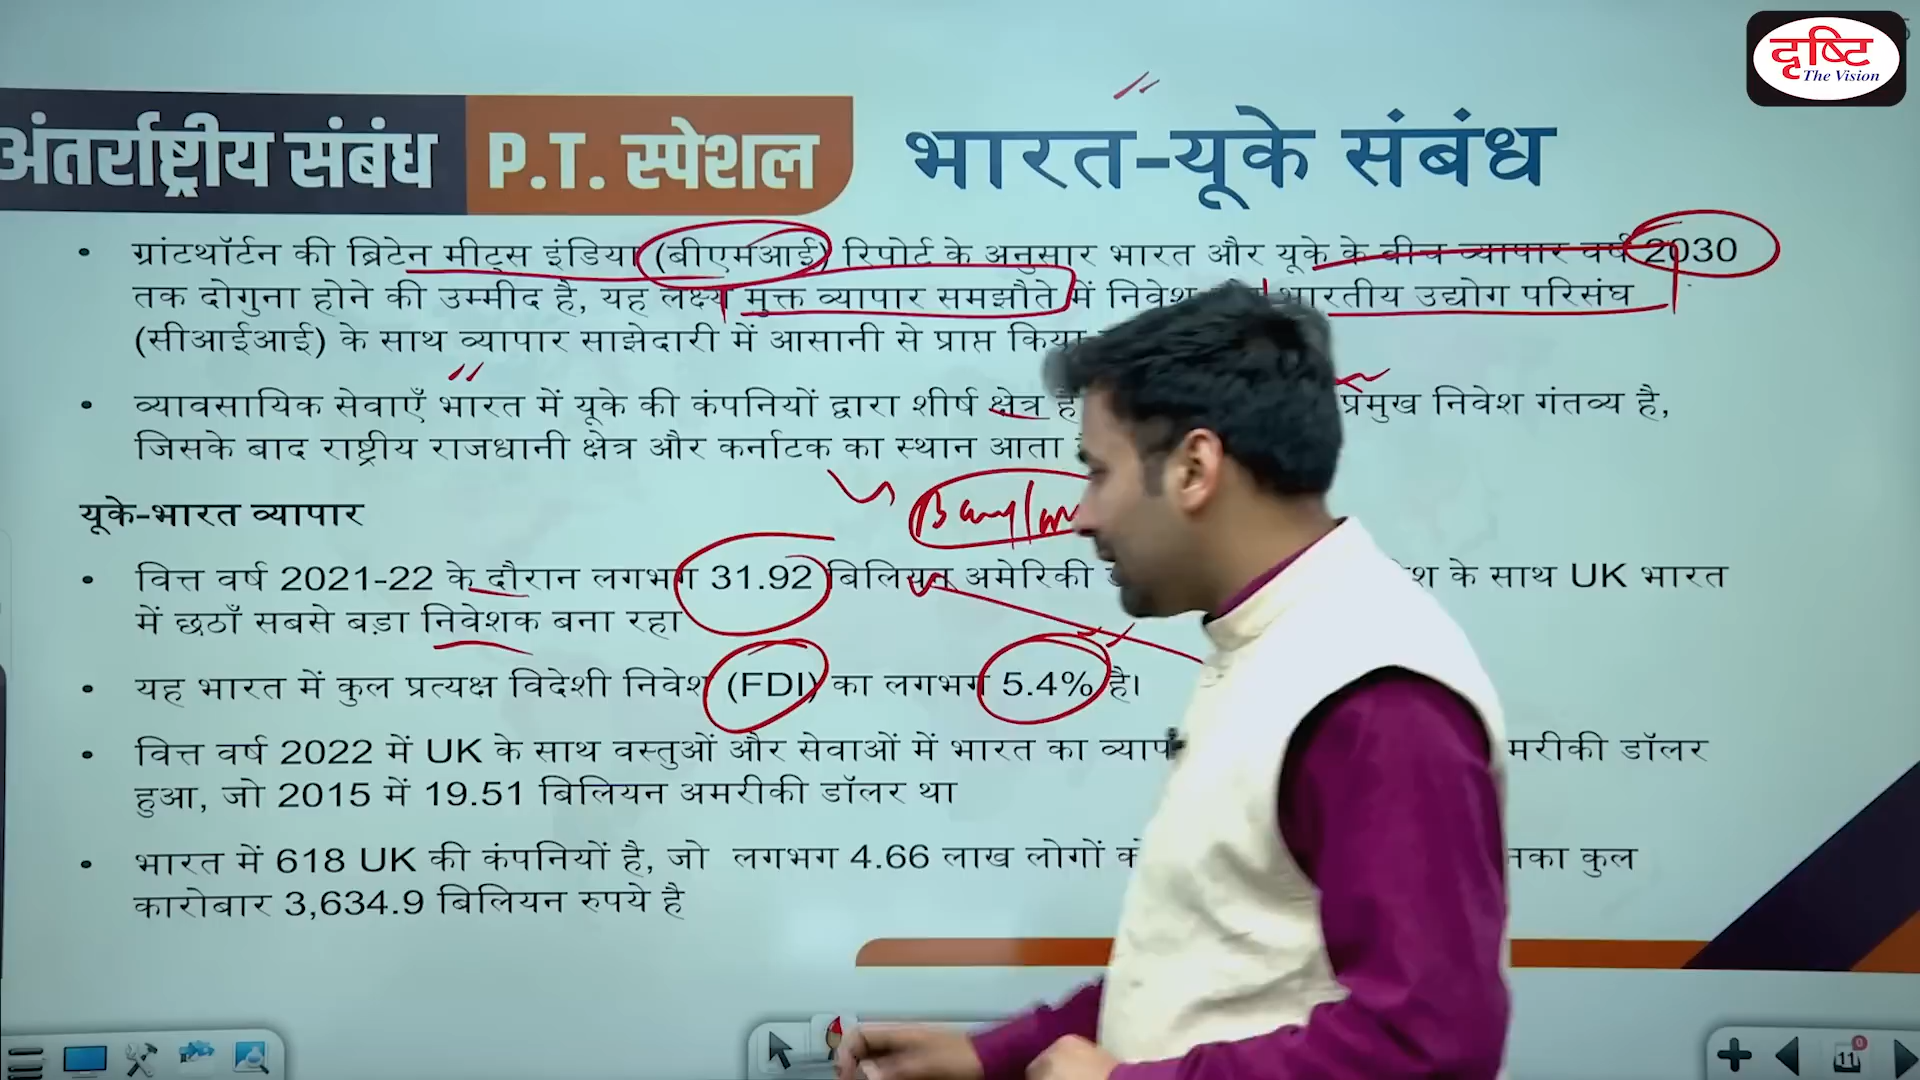 दृष्टि
The Vision
अंतर्राष्ट्रीय संबंध P.T. स्पेशल भारत-यूके संबंध
• ग्रांटथॉर्टन की ब्रिटेन मीट्स इंडिया (बीएमआई) रिपोर्ट के अनुसार भारत और यूके के बीच व्यापार वर्ष 2030
तक दोगुना होने की उम्मीद है, यह लक्ष्य मुक्त व्यापार समझौते में निवेश भारतीय उद्योग परिसंघ
(सीआईआई) के साथ व्यापार साझेदारी में आसानी से प्राप्त किया
• व्यावसायिक सेवाएँ भारत में यूके की कंपनियों द्वारा शीर्ष क्षेत्र है प्रमुख निवेश गंतव्य है,
जिसके बाद राष्ट्रीय राजधानी क्षेत्र और कर्नाटक का स्थान आता
यूके-भारत व्यापार
• वित्त वर्ष 2021-22 के दौरान लगभग 31.92 बिलियन अमेरिकी के साथ UK भारत
में छठाँ सबसे बड़ा निवेशक बना रहा
• यह भारत में कुल प्रत्यक्ष विदेशी निवेश (FDI) का लगभग 5.4% है।
• वित्त वर्ष 2022 में UK के साथ वस्तुओं और सेवाओं में भारत का डॉलर
हुआ, जो 2015 में 19.51 बिलियन अमरीकी डॉलर था
• भारत में 618 UK की कंपनियों है, जो लगभग 4.66 लाख लोगों कुल
कारोबार 3,634.9 बिलियन रुपये है
11